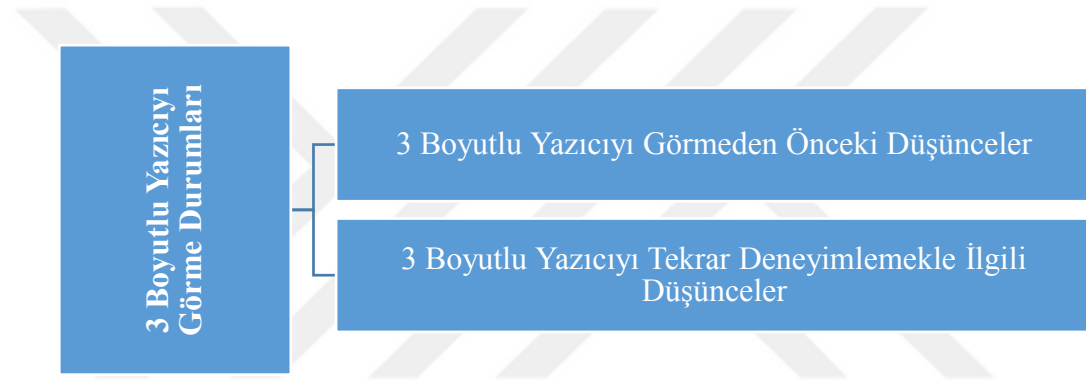 3 Boyutlu Yazıcıyı
Görme Durumları
3 Boyutlu Yazıcıyı Görmeden Önceki Düşünceler
3 Boyutlu Yazıcıyı Tekrar Deneyimlemekle İlgili
Düşünceler